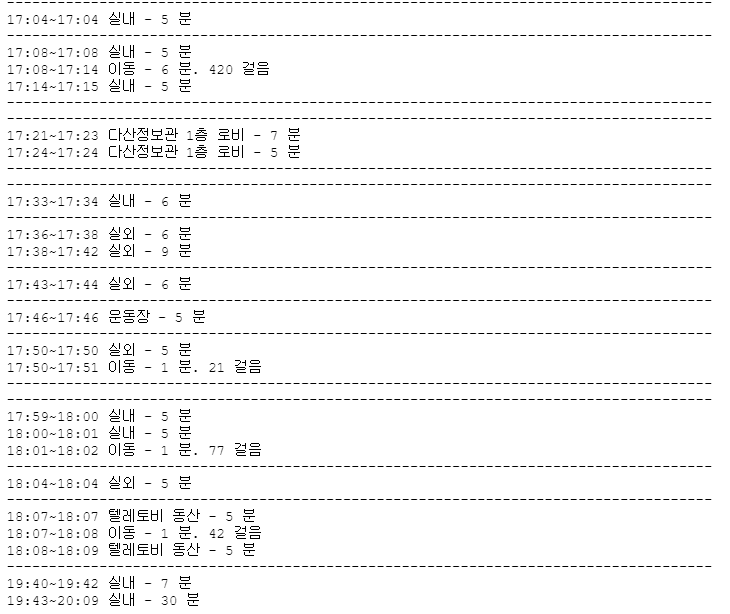 --------------------------------------------------------------------------------------
17:04~17:04 실내 - 5 분
--------------------------------------------------------------------------------------
17:08~17:08 실내 - 5 분
17:08~17:14 이동 - 6 분. 420 걸음
17:14~17:15 실내 - 5 분
--------------------------------------------------------------------------------------
--------------------------------------------------------------------------------------
17:21~17:23 다산정보관 1층 로비 - 7 분
17:24~17:24 다산정보관 1층 로비 - 5 분
--------------------------------------------------------------------------------------
--------------------------------------------------------------------------------------
17:33~17:34 실내 - 6 분
--------------------------------------------------------------------------------------
17:36~17:38 실외 - 6 분
17:38~17:42 실외 - 9 분
--------------------------------------------------------------------------------------
17:43~17:44 실외 - 6 분
--------------------------------------------------------------------------------------
17:46~17:46 운동장 - 5 분
--------------------------------------------------------------------------------------
17:50~17:50 실외 - 5 분
17:50~17:51 이동 - 1 분. 21 걸음
--------------------------------------------------------------------------------------
--------------------------------------------------------------------------------------
17:59~18:00 실내 - 5 분
18:00~18:01 실내 - 5 분
18:01~18:02 이동 - 1 분. 77 걸음
--------------------------------------------------------------------------------------
18:04~18:04 실외 - 5 분
--------------------------------------------------------------------------------------
18:07~18:07 텔레토비 동산 - 5 분
18:07~18:08 이동 - 1 분. 42 걸음
18:08~18:09 텔레토비 동산 - 5 분
--------------------------------------------------------------------------------------
19:40~19:42 실내 - 7 분
19:43~20:09 실내 - 30 분